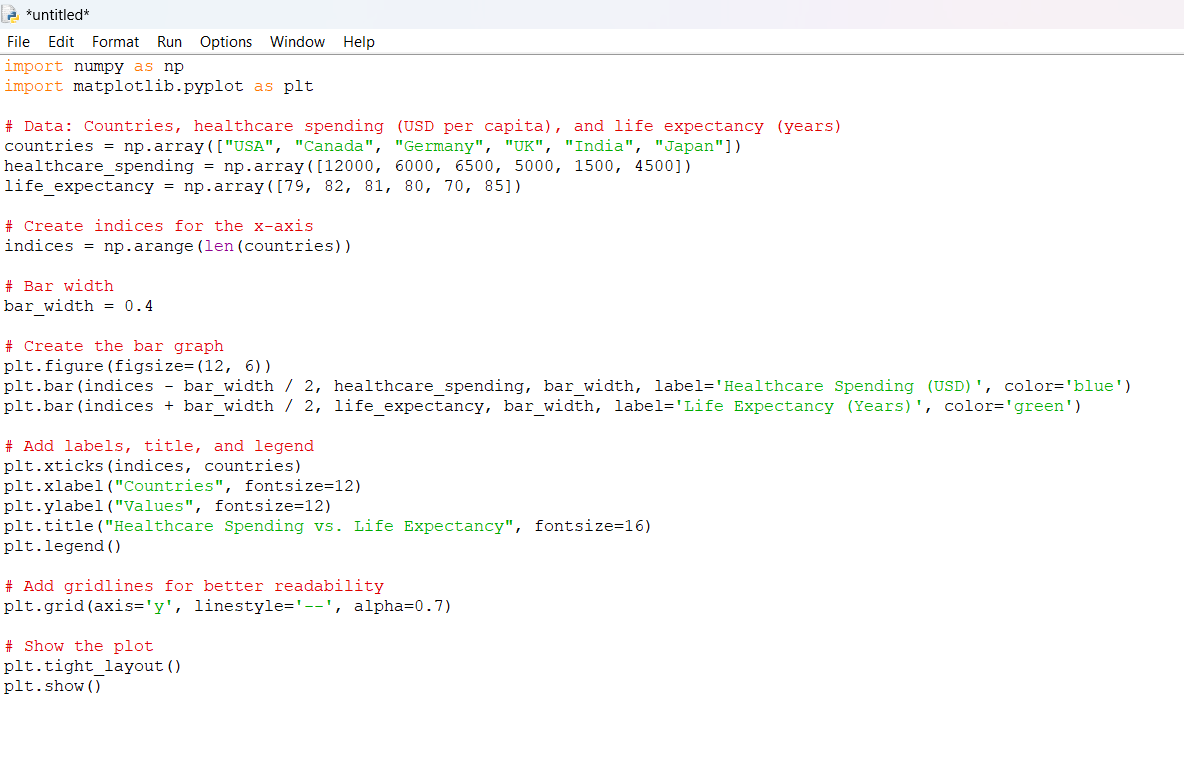 *untitled*
File Edit Format Run Options Window Help
import numpy as np
import matplotlib.pyplot as plt
# Data: Countries, healthcare spending (USD per capita), and life expectancy (years)
countries = np.array(["USA", "Canada", "Germany", "UK", "India", "Japan"])
healthcare_spending = np.array([12000, 6000, 6500, 5000, 1500, 4500])
life_expectancy = np.array([79, 82, 81, 80, 70, 85])
# Create indices for the x-axis
indices = np.arange(len(countries))
# Bar width
bar_width = 0.4
# Create the bar graph
plt.figure(figsize=(12, 6))
plt.bar(indices - bar_width / 2, healthcare_spending, bar_width, label='Healthcare Spending (USD)', color='blue')
plt.bar(indices + bar_width / 2, life_expectancy, bar_width, label='Life Expectancy (Years)', color='green')
# Add labels, title, and legend
plt.xticks(indices, countries)
plt.xlabel("Countries", fontsize=12)
plt.ylabel("Values", fontsize=12)
plt.title("Healthcare Spending vs. Life Expectancy", fontsize=16)
plt.legend()
# Add gridlines for better readability
plt.grid(axis='y', linestyle='--', alpha=0.7)
# Show the plot
plt.tight_layout()
plt.show()